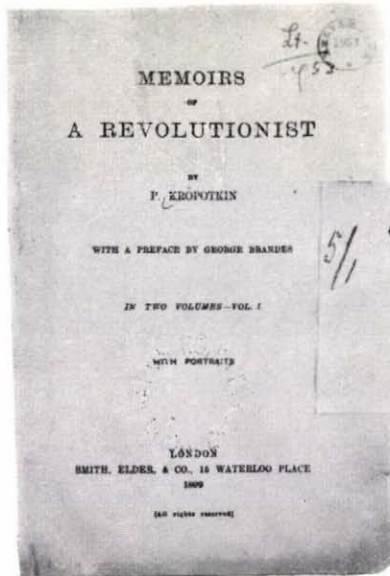 MEMOIRS
OF
A REVOLUTIONIST
BY
P. KROPOTKIN
WITH A PREFACE BY GEORGE BRANDES
IN TWO VOLUMES—VOL. I
WITH PORTRAITS
5/1
LONDON
SMITH, ELDER, & CO., 15 WATERLOO PLACE
1899
[All rights reserved]